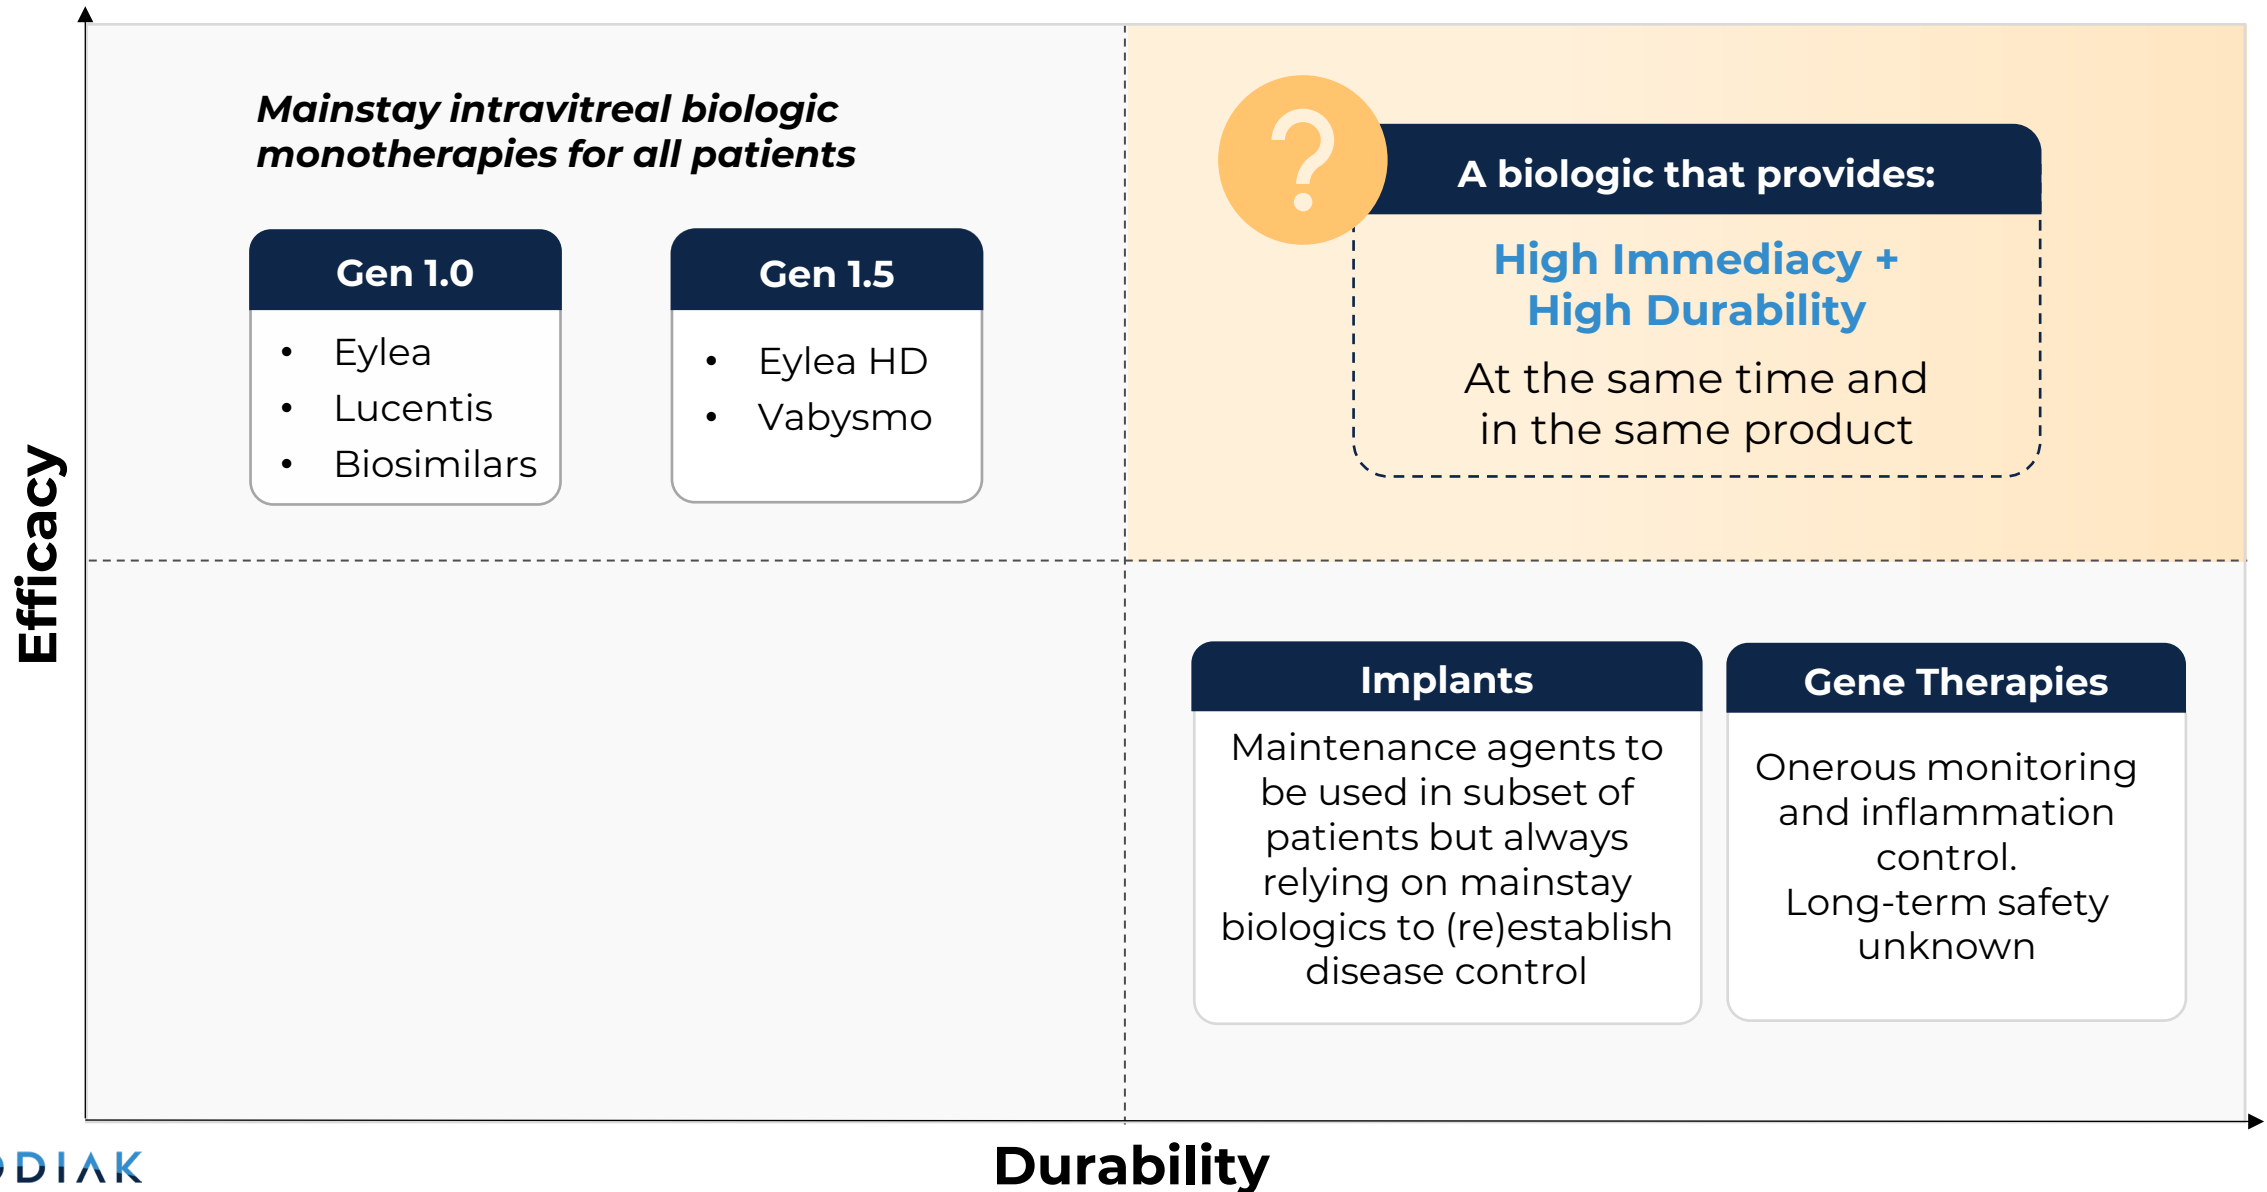 Efficacy
Mainstay intravitreal biologic
monotherapies for all patients
Gen 1.0
• Eylea
• Lucentis
• Biosimilars
Gen 1.5
• Eylea HD
• Vabysmo
?
A biologic that provides:
High Immediacy +
High Durability
At the same time and
in the same product
Implants
Maintenance agents to
be used in subset of
patients but always
relying on mainstay
biologics to (re)establish
disease control
Gene Therapies
Onerous monitoring
and inflammation
control.
Long-term safety
unknown
Durability
ODIAK